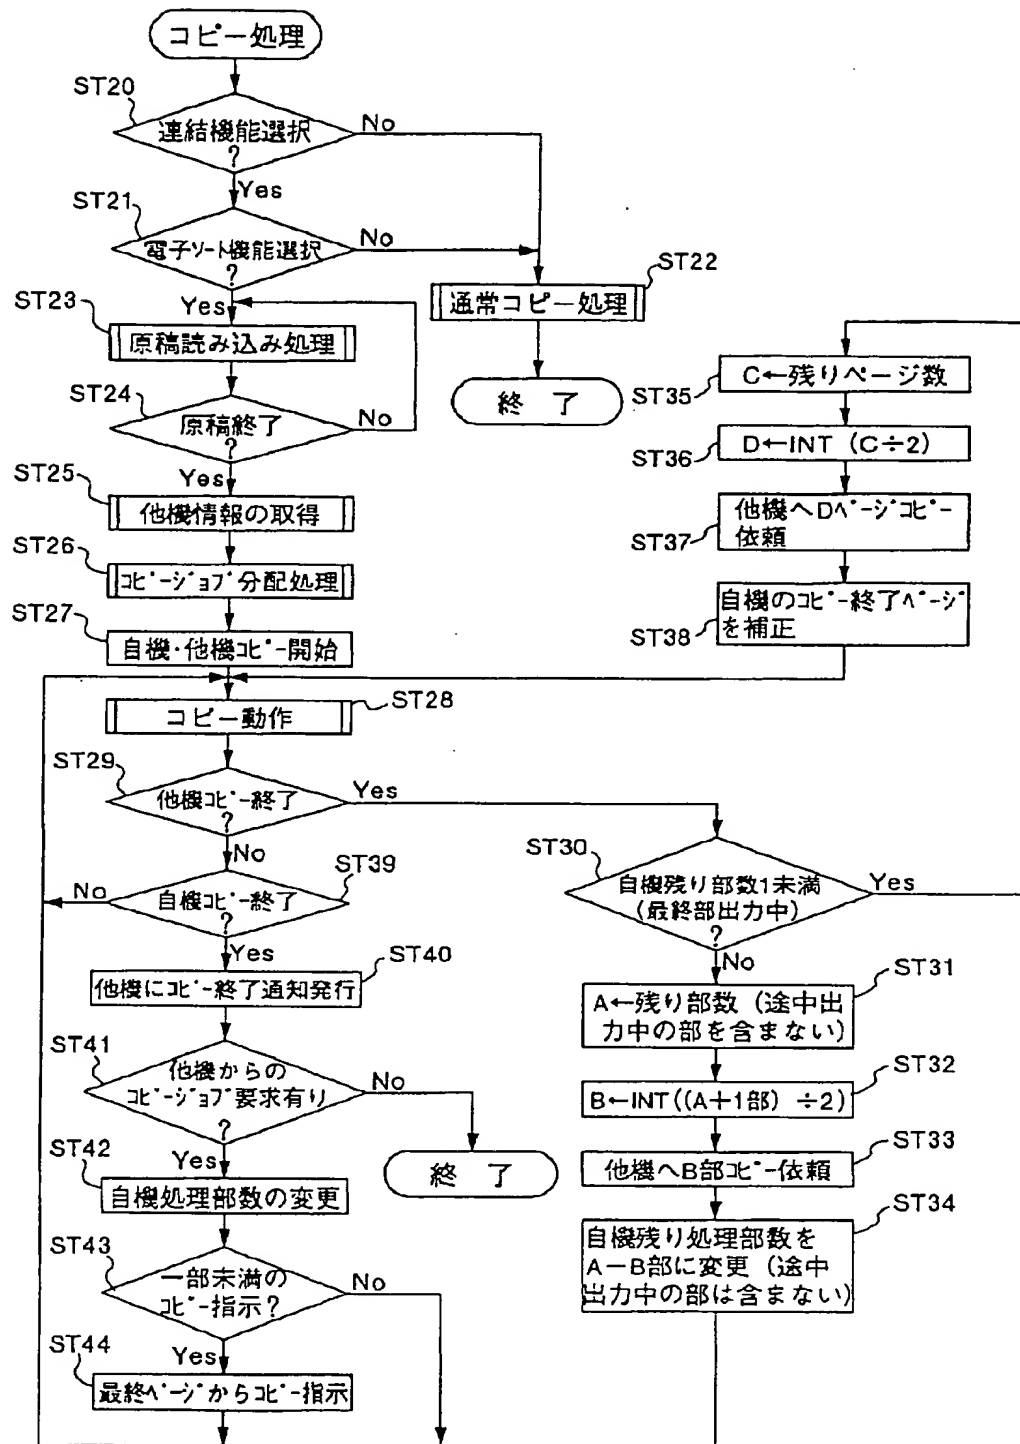 コピー処理
ST20
連結機能選択
?
No
Yes
ST21
電子ソート機能選択
?
No
Yes
ST22
通常コピー処理
終 了
ST23
原稿読み込み処理
ST24
原稿終了
?
No
Yes
ST25
他機情報の取得
ST26
コピージョブ分配処理
ST27
自機・他機コピー開始
ST28
コピー動作
ST29
他機コピー終了
?
Yes
No
ST39
自機コピー終了
?
No
Yes
ST40
他機にコピー終了通知発行
ST41
他機からの
コピージョブ要求有り
?
No
Yes
終 了
ST42
自機処理部数の変更
ST43
一部未満の
コピー指示?
No
Yes
ST44
最終ページからコピー指示
ST30
自機残り部数1未満
(最終部出力中)
?
Yes
No
ST31
A←残り部数(途中出
力中の部を含まない)
ST32
B←INT((A+1部)÷2)
ST33
他機へB部コピー依頼
ST34
自機残り処理部数を
A−B部に変更(途中
出力中の部は含まない)
ST35
C←残りページ数
ST36
D←INT(C÷2)
ST37
他機へDページコピー
依頼
ST38
自機のコピー終了ページ
を補正